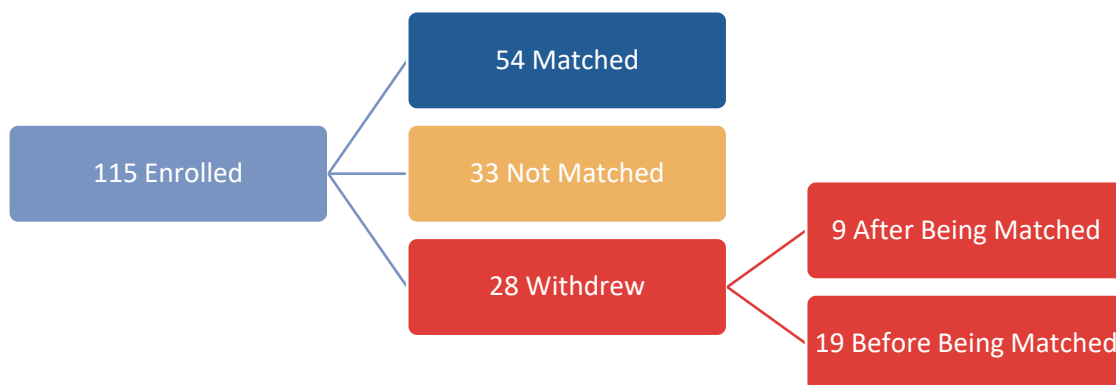 115 Enrolled
54 Matched
33 Not Matched
28 Withdrew
9 After Being Matched
19 Before Being Matched